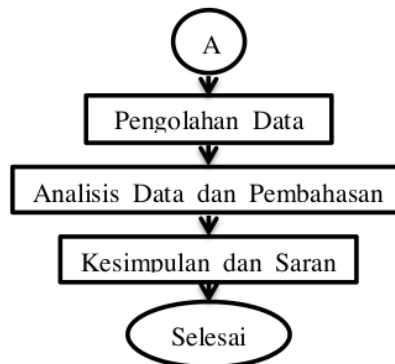 A
Pengolahan Data
Analisis Data dan Pembahasan
Kesimpulan dan Saran
Selesai